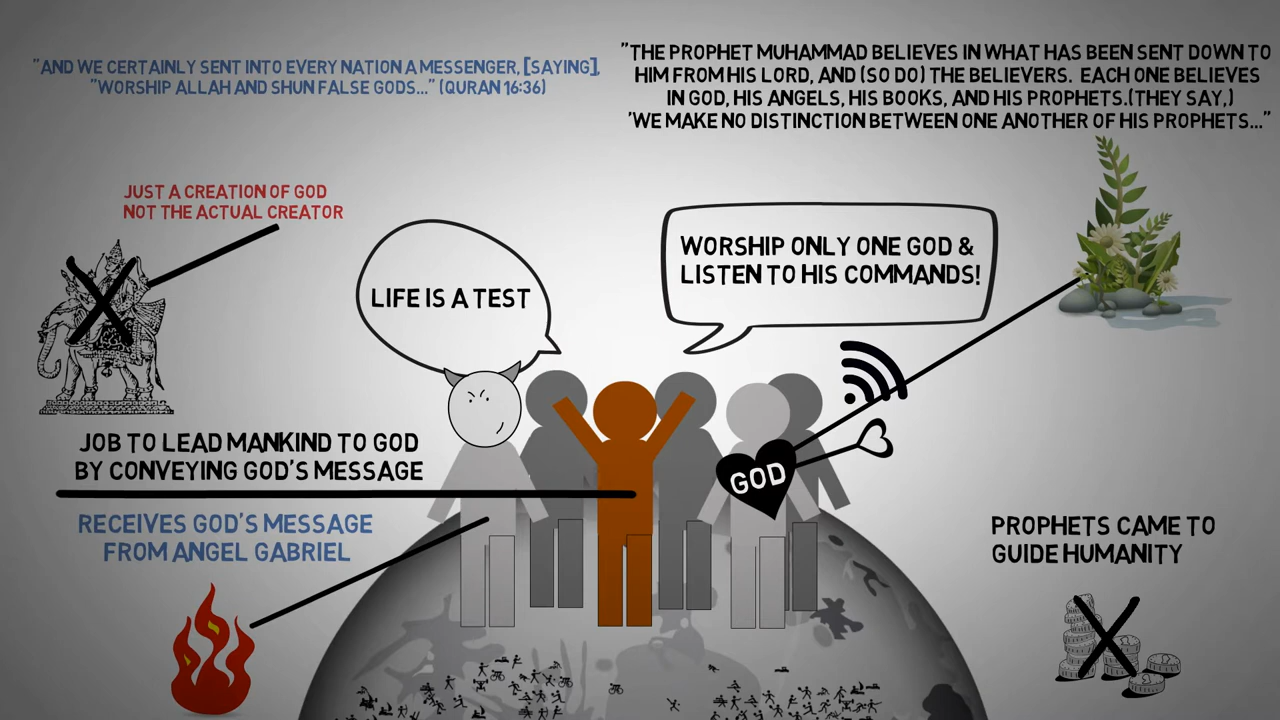 "AND WE CERTAINLY SENT INTO EVERY NATION A MESSENGER, [SAYING],
"WORSHIP ALLAH AND SHUN FALSE GODS..." (QURAN 16:36)
"THE PROPHET MUHAMMAD BELIEVES IN WHAT HAS BEEN SENT DOWN TO
HIM FROM HIS LORD, AND (SO DO) THE BELIEVERS. EACH ONE BELIEVES
IN GOD, HIS ANGELS, HIS BOOKS, AND HIS PROPHETS.(THEY SAY,)
'WE MAKE NO DISTINCTION BETWEEN ONE ANOTHER OF HIS PROPHETS..."
JUST A CREATION OF GOD
NOT THE ACTUAL CREATOR
LIFE IS A TEST
WORSHIP ONLY ONE GOD &
LISTEN TO HIS COMMANDS!
JOB TO LEAD MANKIND TO GOD
BY CONVEYING GOD'S MESSAGE
GOD
RECEIVES GOD'S MESSAGE
FROM ANGEL GABRIEL
PROPHETS CAME TO
GUIDE HUMANITY